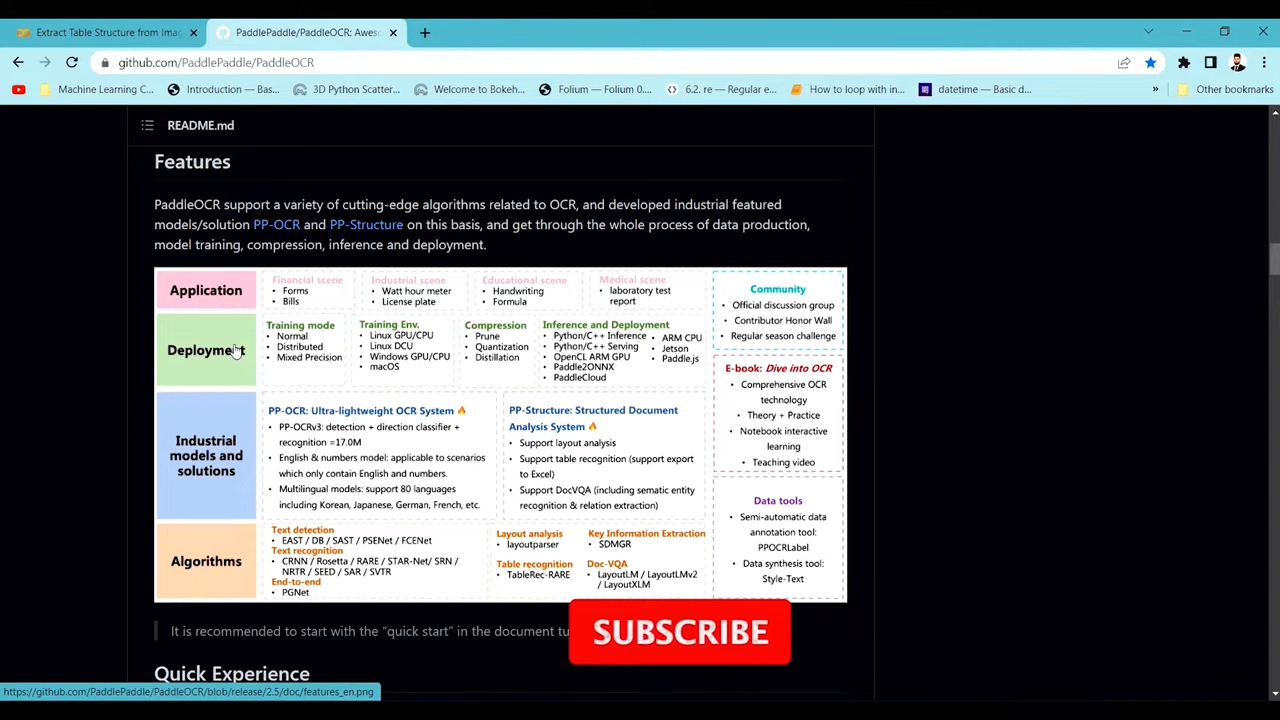 Extract Table Structure from Imag
PaddlePaddle/PaddleOCR: Aweso
github.com/PaddlePaddle/PaddleOCR
Machine Learning C...
Introduction — Bas...
3D Python Scatter...
Welcome to Bokeh...
Folium — Folium 0....
6.2. re — Regular e...
How to loop with in...
datetime — Basic d...
»
Other bookmarks
README.md
Features
PaddleOCR support a variety of cutting-edge algorithms related to OCR, and developed industrial featured
models/solution PP-OCR and PP-Structure on this basis, and get through the whole process of data production,
model training, compression, inference and deployment.
Application
Financial scene
• Forms
• Bills
Industrial scene
• Watt hour meter
• License plate
Educational scene
• Handwriting
• Formula
Medical scene
• laboratory test
report
Deployment
Training mode
• Normal
• Distributed
• Mixed Precision
Training Env.
• Linux GPU/CPU
• Linux DCU
• Windows GPU/CPU
• macOS
Compression
• Prune
• Quantization
• Distillation
Inference and Deployment
• Python/C++ Inference
• Python/C++ Serving
• OpenCL ARM GPU
• Paddle2ONNX
• PaddleCloud
• ARM CPU
• Jetson
• Paddle.js
Industrial
models and
solutions
PP-OCR: Ultra-lightweight OCR System
• PP-OCRv3: detection + direction classifier +
recognition =17.0M
• English & numbers model: applicable to scenarios
which only contain English and numbers.
• Multilingual models: support 80 languages
including Korean, Japanese, German, French, etc.
PP-Structure: Structured Document
Analysis System
• Support layout analysis
• Support table recognition (support export
to Excel)
• Support DocVQA (including sematic entity
recognition & relation extraction)
Algorithms
Text detection
• EAST / DB / SAST / PSENet / FCENet
Text recognition
• CRNN / Rosetta / RARE / STAR-Net/ SRN /
NRTR / SEED / SAR / SVTR
End-to-end
• PGNet
Layout analysis
• layoutparser
Table recognition
• TableRec-RARE
Key Information Extraction
• SDMGR
Doc-VQA
• LayoutLM / LayoutLMv2
/ LayoutXLM
Community
• Official discussion group
• Contributor Honor Wall
• Regular season challenge
E-book: Dive into OCR
• Comprehensive OCR
technology
• Theory + Practice
• Notebook interactive
learning
• Teaching video
Data tools
• Semi-automatic data
annotation tool:
PPOCRLabel
• Data synthesis tool:
Style-Text
It is recommended to start with the “quick start” in the document tu
SUBSCRIBE
Quick Experience
https://github.com/PaddlePaddle/PaddleOCR/blob/release/2.5/doc/features_en.png